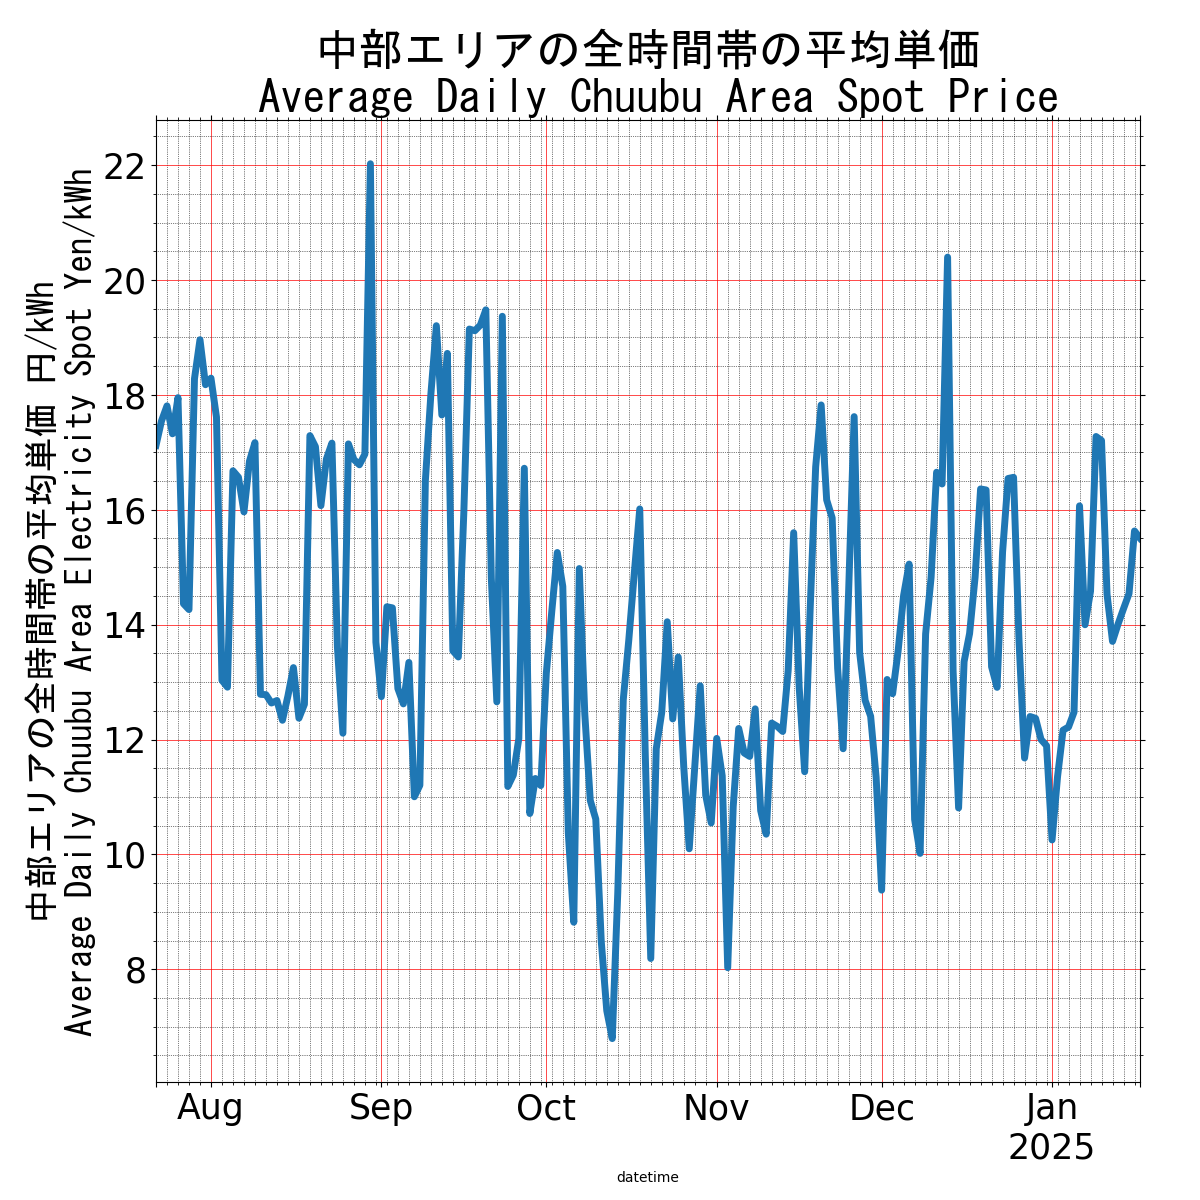 中部エリアの全時間帯の平均単価
Average Daily Chuubu Area Spot Price
中部エリアの全時間帯の平均単価 円/kWh
Average Daily Chuubu Area Electricity Spot Yen/kWh
22
20
18
16
14
12
10
8
Aug Sep Oct Nov Dec Jan
2025
datetime